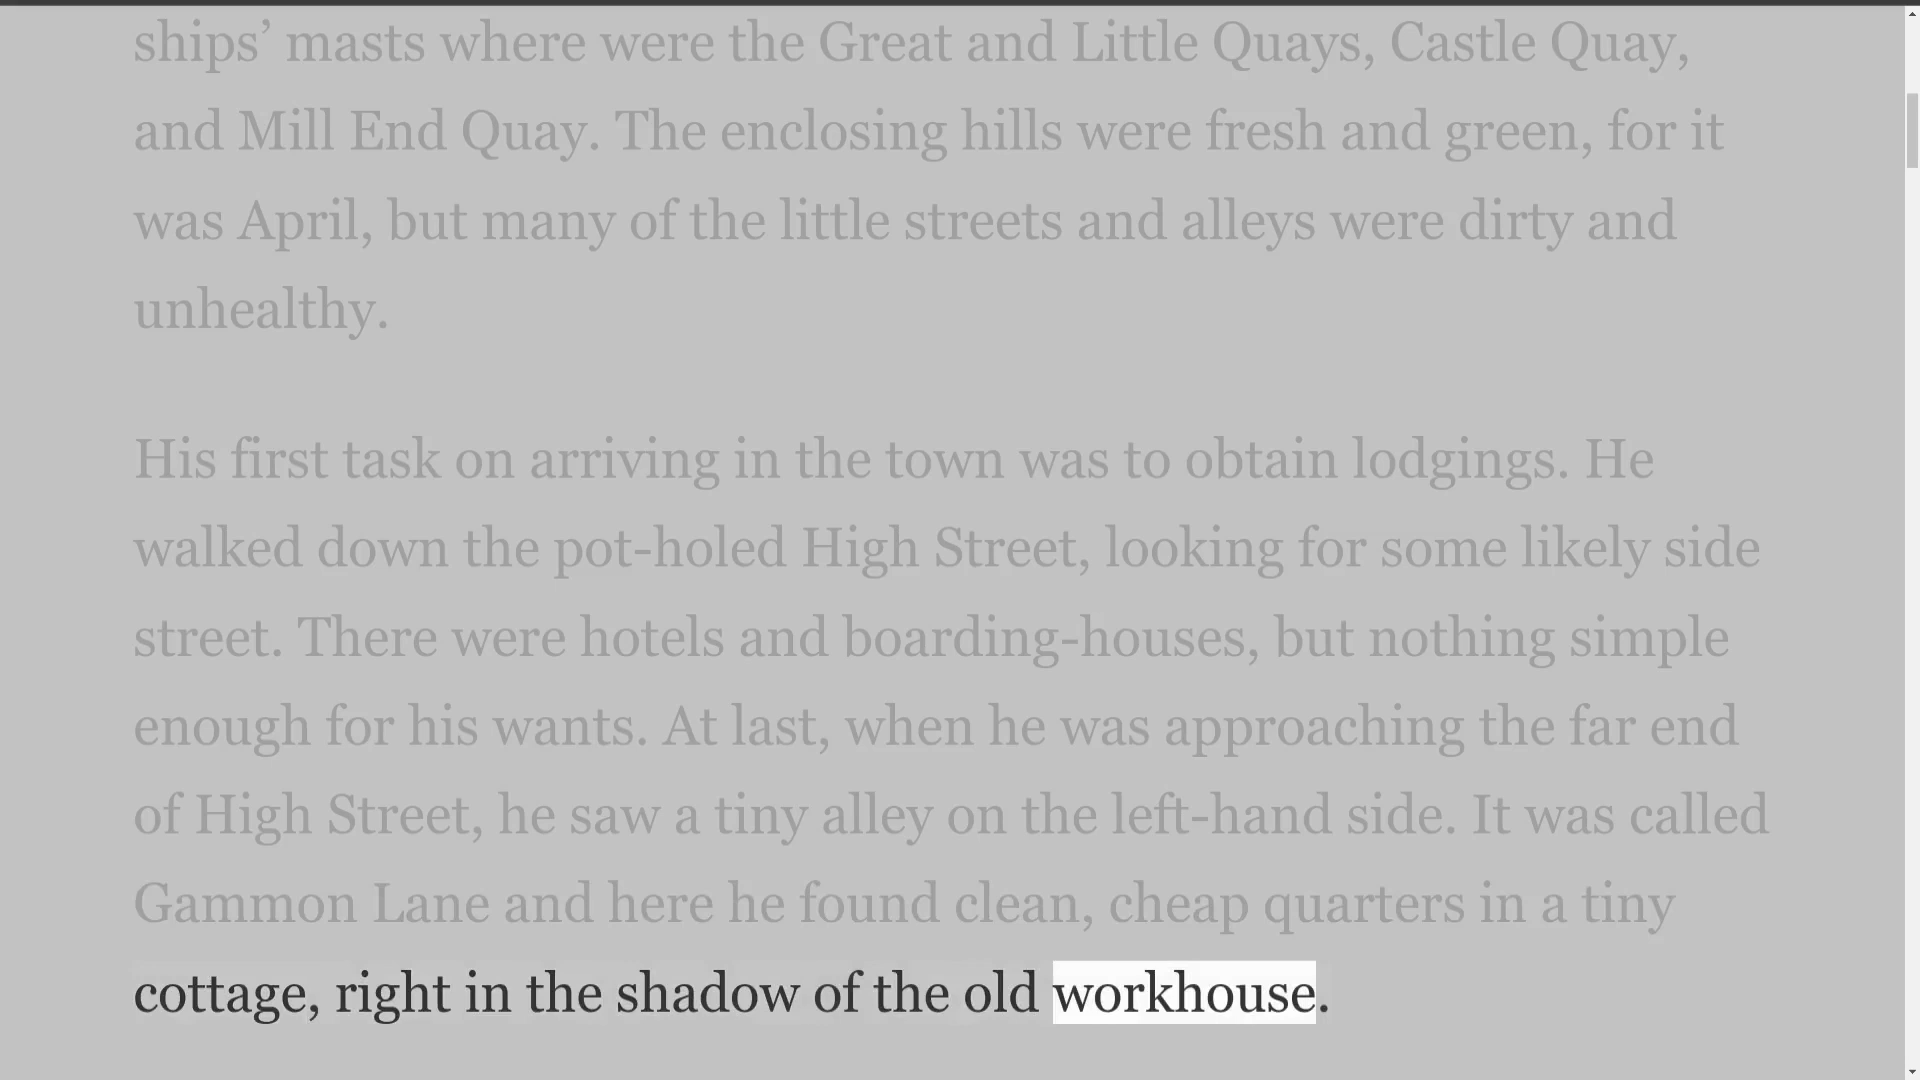 ships’ masts where were the Great and Little Quays, Castle Quay,
and Mill End Quay. The enclosing hills were fresh and green, for it
was April, but many of the little streets and alleys were dirty and
unhealthy.
His first task on arriving in the town was to obtain lodgings. He
walked down the pot-holed High Street, looking for some likely side
street. There were hotels and boarding-houses, but nothing simple
enough for his wants. At last, when he was approaching the far end
of High Street, he saw a tiny alley on the left-hand side. It was called
Gammon Lane and here he found clean, cheap quarters in a tiny
cottage, right in the shadow of the old workhouse.